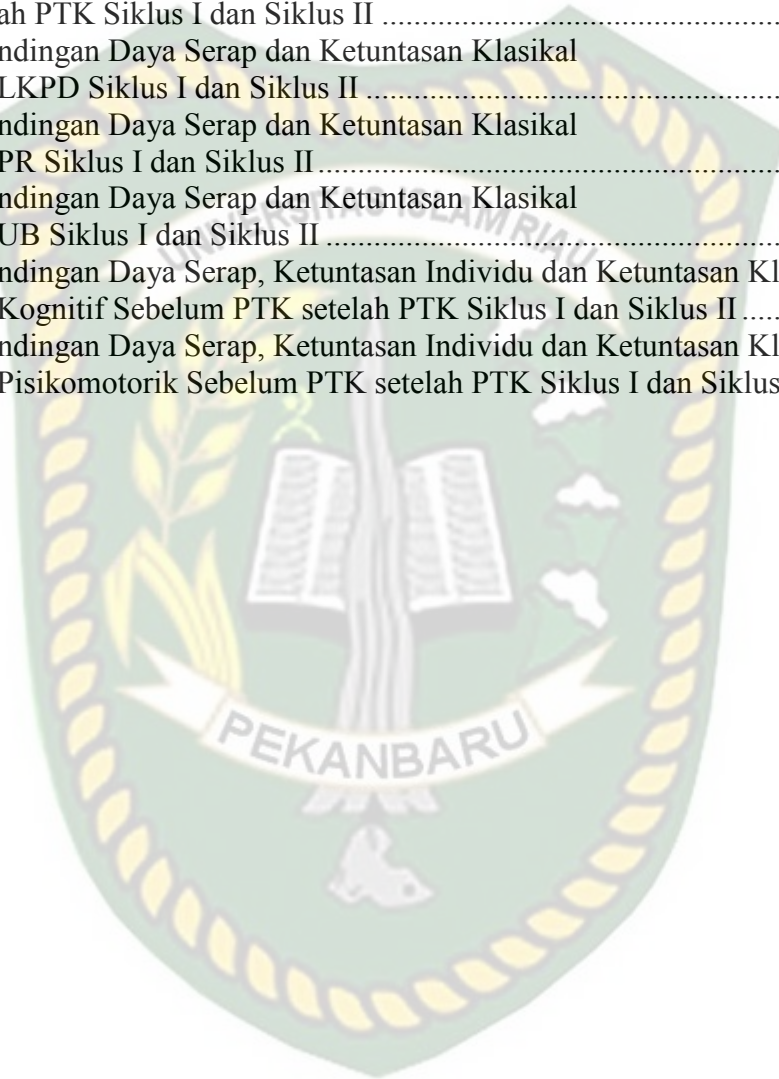 ah PTK Siklus I dan Siklus II ................................................
ndingan Daya Serap dan Ketuntasan Klasikal
LKPD Siklus I dan Siklus II ..................................................
ndingan Daya Serap dan Ketuntasan Klasikal
PR Siklus I dan Siklus II ........................................................
ndingan Daya Serap dan Ketuntasan Klasikal
UB Siklus I dan Siklus II .......................................................
ndingan Daya Serap, Ketuntasan Individu dan Ketuntasan Kl
Kognitif Sebelum PTK setelah PTK Siklus I dan Siklus II .....
ndingan Daya Serap, Ketuntasan Individu dan Ketuntasan Kl
Pisikomotorik Sebelum PTK setelah PTK Siklus I dan Siklus
UNIVERSITAS ISLAM RIAU
PEKANBARU